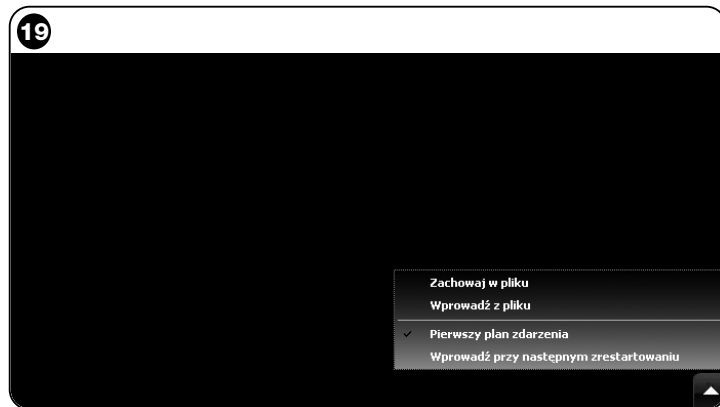 19
Zachowaj w pliku
Wprowadź z pliku
Pierwszy plan zdarzenia
Wprowadź przy następnym zrestartowaniu